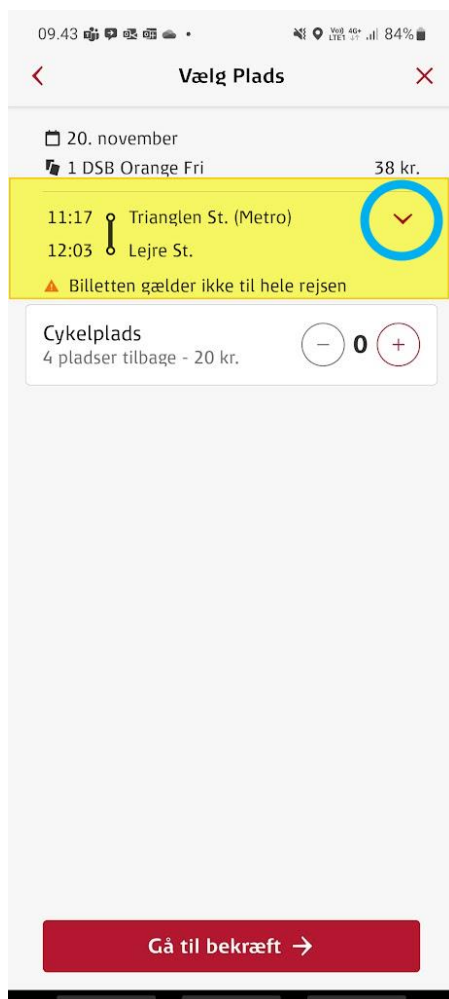 09.43 84%
Vælg Plads
20. november
1 DSB Orange Fri 38 kr.
11:17 Trianglen St. (Metro)
12:03 Lejre St.
Billetten gælder ikke til hele rejsen
Cykelplads
4 pladser tilbage - 20 kr.
0
Gå til bekræft